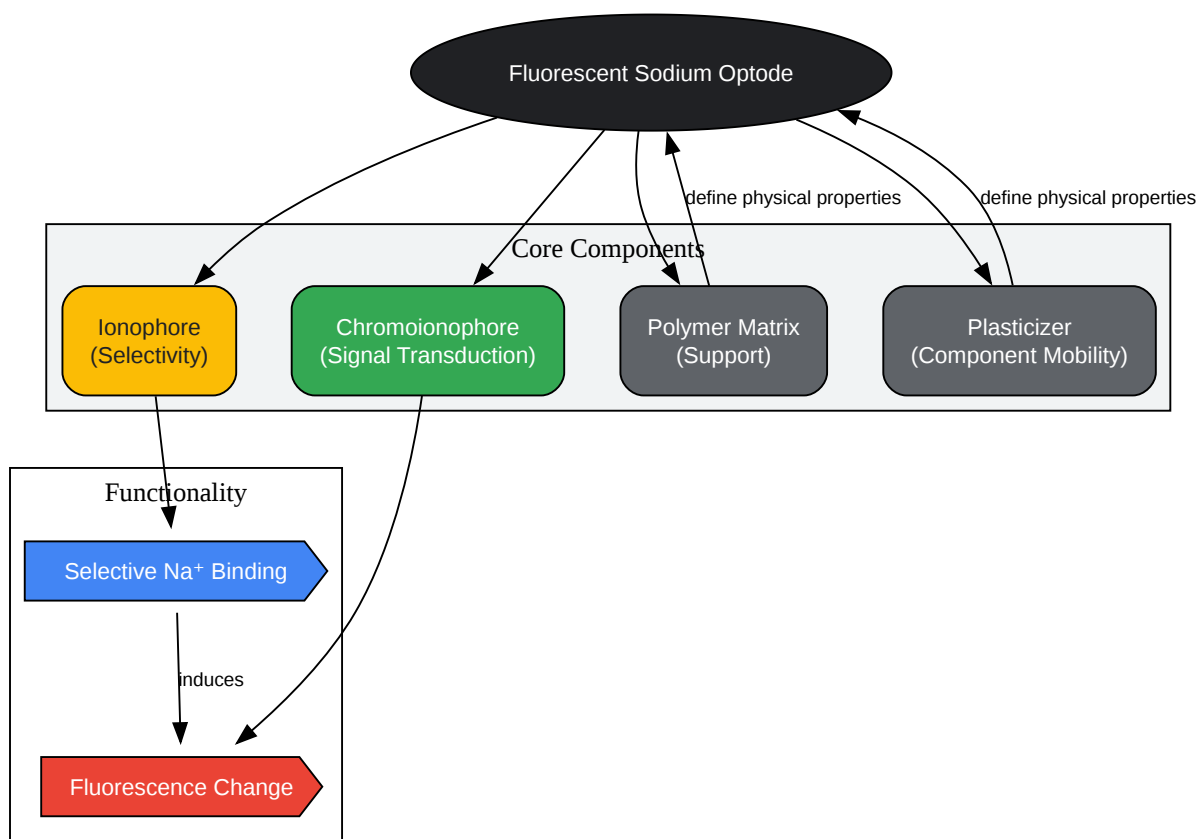 Fluorescent Sodium Optode
define physical properties
define physical properties
Core Components
Ionophore
(Selectivity)
Chromoionophore
(Signal Transduction)
Polymer Matrix
(Support)
Plasticizer
(Component Mobility)
Functionality
Selective Na⁺ Binding
induces
Fluorescence Change